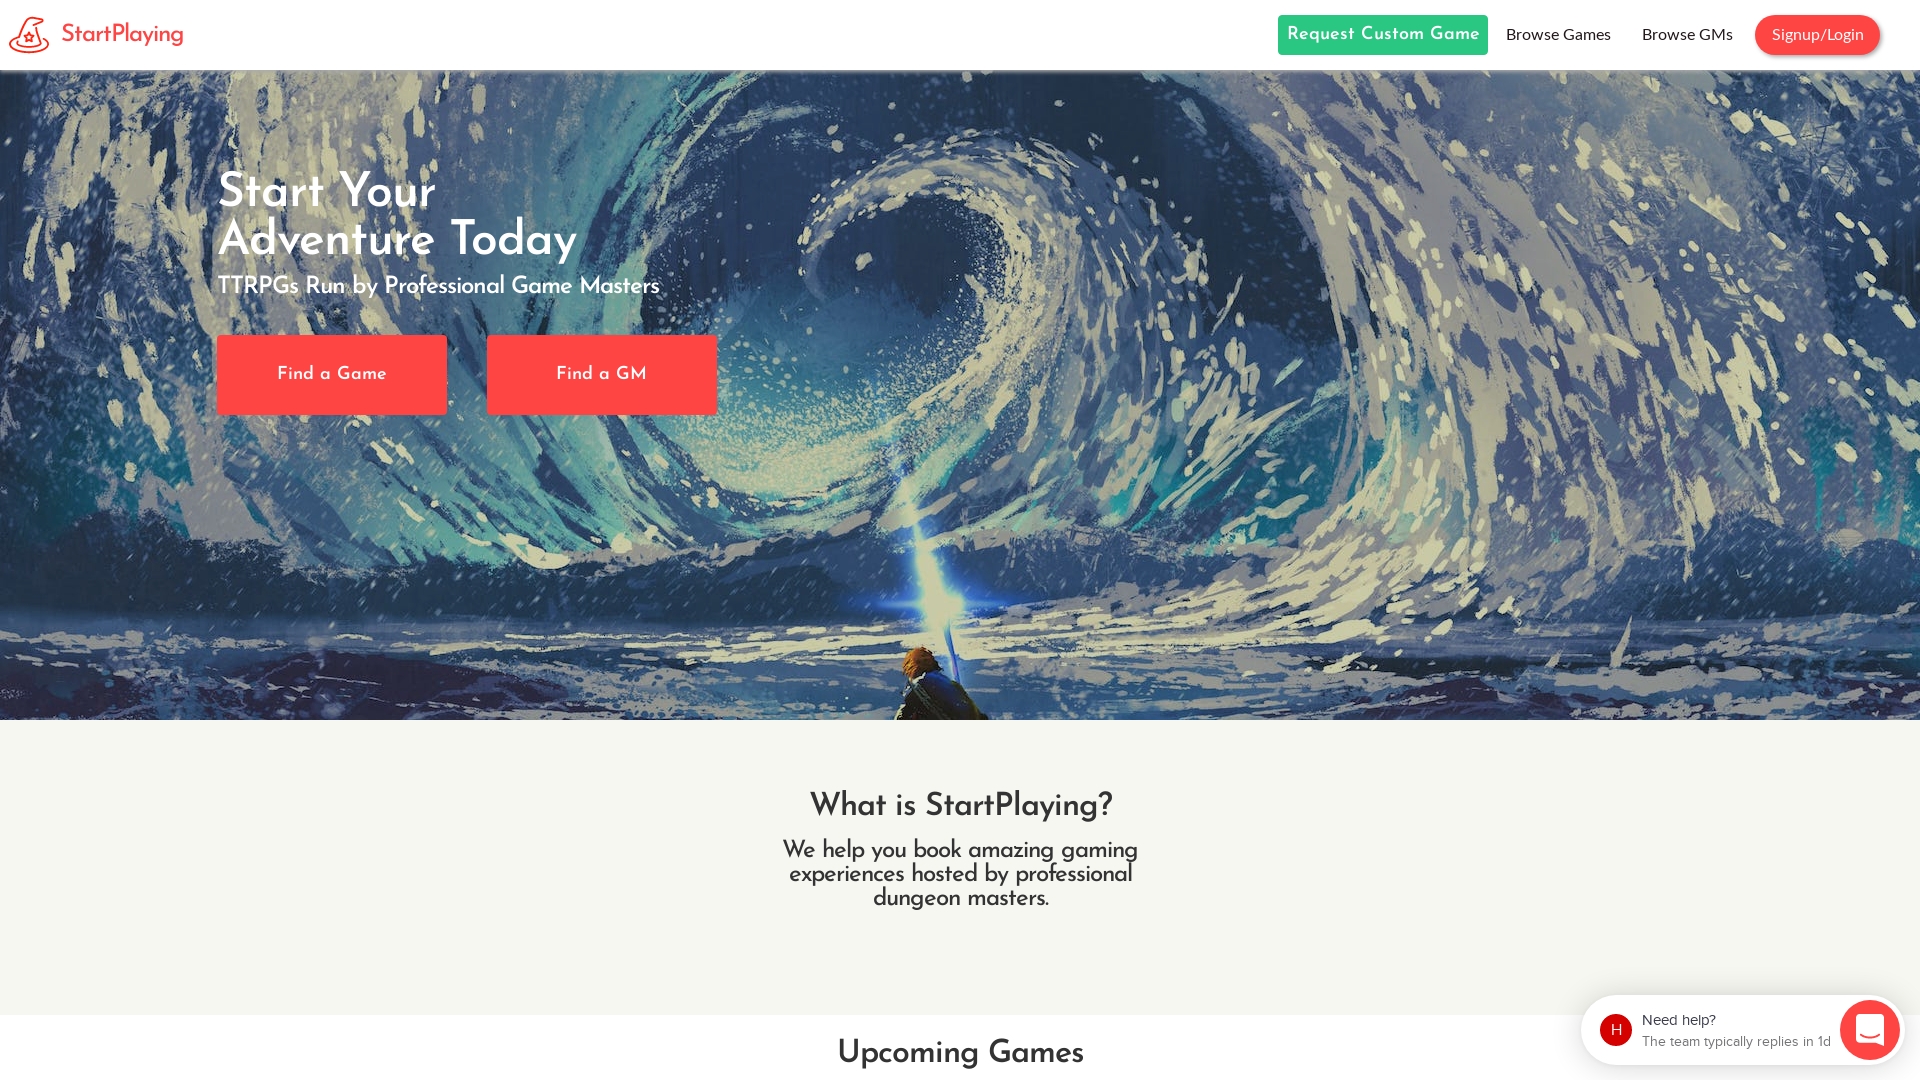 StartPlaying
Request Custom Game
Browse Games
Browse GMs
Signup/Login
Start Your
Adventure Today
TTRPGs Run by Professional Game Masters
Find a Game
Find a GM
What is StartPlaying?
We help you book amazing gaming
experiences hosted by professional
dungeon masters.
Upcoming Games
H
Need help?
The team typically replies in 1d